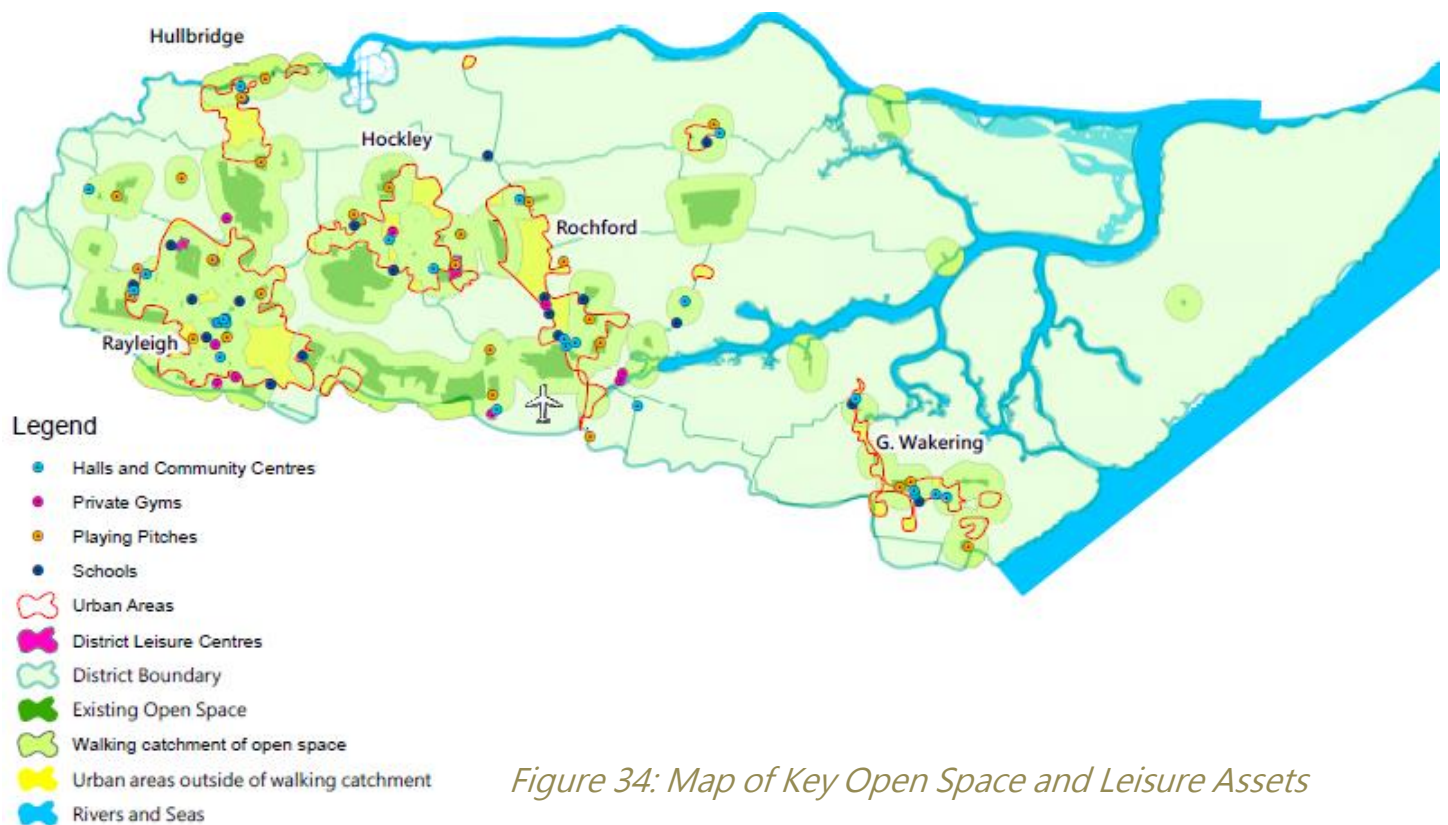 Hullbridge
Hockley
Rochford
Rayleigh
G. Wakering
Legend
Halls and Community Centres
Private Gyms
Playing Pitches
Schools
Urban Areas
District Leisure Centres
District Boundary
Existing Open Space
Walking catchment of open space
Urban areas outside of walking catchment
Rivers and Seas
Figure 34: Map of Key Open Space and Leisure Assets